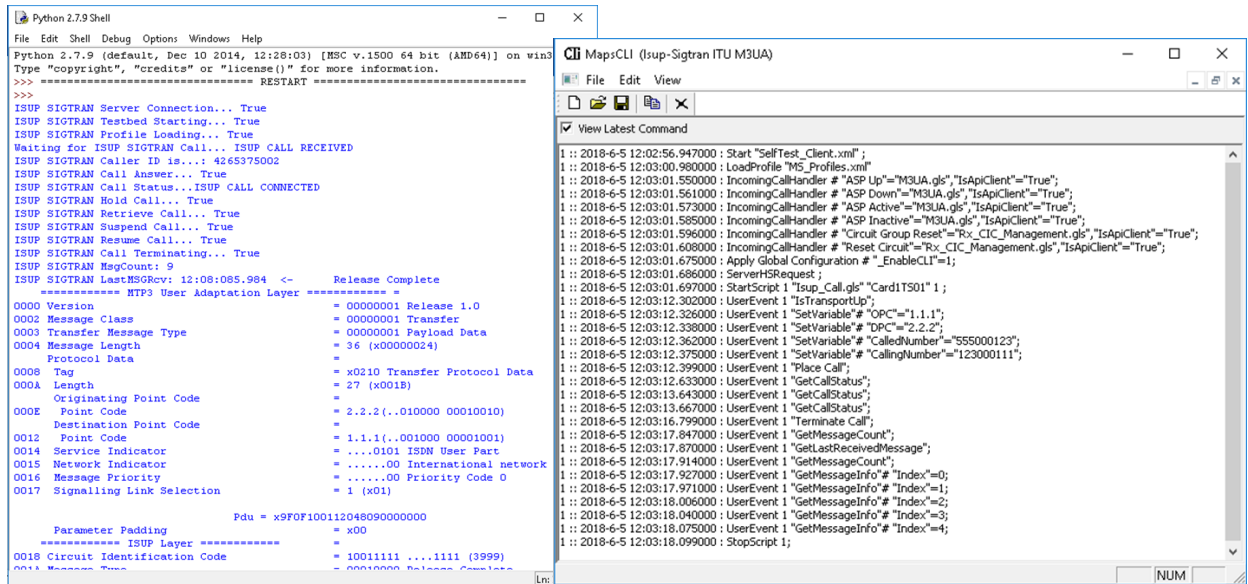 Python 2.7.9 Shell
File Edit Shell Debug Options Windows Help
Python 2.7.9 (default, Dec 10 2014, 12:28:03) [MSC v.1500 64 bit (AMD64)] on win3
Type "copyright", "credits" or "license()" for more information.
>>> ================================ RESTART ================================
>>>
ISUP SIGTRAN Server Connection... True
ISUP SIGTRAN Testbed Starting... True
ISUP SIGTRAN Profile Loading... True
Waiting for ISUP SIGTRAN Call... ISUP CALL RECEIVED
ISUP SIGTRAN Caller ID is...: 4265375002
ISUP SIGTRAN Call Answer... True
ISUP SIGTRAN Call Status...ISUP CALL CONNECTED
ISUP SIGTRAN Hold Call... True
ISUP SIGTRAN Retrieve Call... True
ISUP SIGTRAN Suspend Call... True
ISUP SIGTRAN Resume Call... True
ISUP SIGTRAN Call Terminating... True
ISUP SIGTRAN MsgCount: 9
ISUP SIGTRAN LastMSGRcv: 12:08:085.984 <- Release Complete
============ MTP3 User Adaptation Layer ============ =
0000 Version = 00000001 Release 1.0
0002 Message Class = 00000001 Transfer
0003 Transfer Message Type = 00000001 Payload Data
0004 Message Length = 36 (x00000024)
Protocol Data =
0008 Tag = x0210 Transfer Protocol Data
000A Length = 27 (x001B)
Originating Point Code =
000E Point Code = 2.2.2(..010000 00010010)
Destination Point Code =
0012 Point Code = 1.1.1(..001000 00001001)
0014 Service Indicator = ....0101 ISDN User Part
0015 Network Indicator = ......00 International network
0016 Message Priority = ......00 Priority Code 0
0017 Signalling Link Selection = 1 (x01)
Pdu = x9F0F100112048090000000
Parameter Padding = x00
============ ISUP Layer ============ =
0018 Circuit Identification Code = 10011111 ....1111 (3999)
001A Message Type = 00010000 Release Complete
Ln:
CLi MapsCLI (Isup-Sigtran ITU M3UA)
File Edit View
View Latest Command
1 :: 2018-6-5 12:02:56.947000 : Start "SelfTest_Client.xml" ;
1 :: 2018-6-5 12:03:00.980000 : LoadProfile "MS_Profiles.xml"
1 :: 2018-6-5 12:03:01.550000 : IncomingCallHandler # "ASP Up"="M3UA.gls","IsApiClient"="True";
1 :: 2018-6-5 12:03:01.561000 : IncomingCallHandler # "ASP Down"="M3UA.gls","IsApiClient"="True";
1 :: 2018-6-5 12:03:01.573000 : IncomingCallHandler # "ASP Active"="M3UA.gls","IsApiClient"="True";
1 :: 2018-6-5 12:03:01.585000 : IncomingCallHandler # "ASP Inactive"="M3UA.gls","IsApiClient"="True";
1 :: 2018-6-5 12:03:01.596000 : IncomingCallHandler # "Circuit Group Reset"="Rx_CIC_Management.gls","IsApiClient"="True";
1 :: 2018-6-5 12:03:01.608000 : IncomingCallHandler # "Reset Circuit"="Rx_CIC_Management.gls","IsApiClient"="True";
1 :: 2018-6-5 12:03:01.675000 : Apply Global Configuration # "_EnableCLI"=1;
1 :: 2018-6-5 12:03:01.686000 : ServerHSRequest ;
1 :: 2018-6-5 12:03:01.697000 : StartScript 1 "Isup_Call.gls" "Card1TS01" 1 ;
1 :: 2018-6-5 12:03:12.302000 : UserEvent 1 "IsTransportUp";
1 :: 2018-6-5 12:03:12.326000 : UserEvent 1 "SetVariable"# "OPC"="1.1.1";
1 :: 2018-6-5 12:03:12.338000 : UserEvent 1 "SetVariable"# "DPC"="2.2.2";
1 :: 2018-6-5 12:03:12.362000 : UserEvent 1 "SetVariable"# "CalledNumber"="555000123";
1 :: 2018-6-5 12:03:12.375000 : UserEvent 1 "SetVariable"# "CallingNumber"="123000111";
1 :: 2018-6-5 12:03:12.399000 : UserEvent 1 "Place Call";
1 :: 2018-6-5 12:03:12.633000 : UserEvent 1 "GetCallStatus";
1 :: 2018-6-5 12:03:13.643000 : UserEvent 1 "GetCallStatus";
1 :: 2018-6-5 12:03:13.667000 : UserEvent 1 "GetCallStatus";
1 :: 2018-6-5 12:03:16.799000 : UserEvent 1 "Terminate Call";
1 :: 2018-6-5 12:03:17.847000 : UserEvent 1 "GetMessageCount";
1 :: 2018-6-5 12:03:17.870000 : UserEvent 1 "GetLastReceivedMessage";
1 :: 2018-6-5 12:03:17.914000 : UserEvent 1 "GetMessageCount";
1 :: 2018-6-5 12:03:17.927000 : UserEvent 1 "GetMessageInfo"# "Index"=0;
1 :: 2018-6-5 12:03:17.971000 : UserEvent 1 "GetMessageInfo"# "Index"=1;
1 :: 2018-6-5 12:03:18.006000 : UserEvent 1 "GetMessageInfo"# "Index"=2;
1 :: 2018-6-5 12:03:18.040000 : UserEvent 1 "GetMessageInfo"# "Index"=3;
1 :: 2018-6-5 12:03:18.075000 : UserEvent 1 "GetMessageInfo"# "Index"=4;
1 :: 2018-6-5 12:03:18.099000 : StopScript 1;
NUM